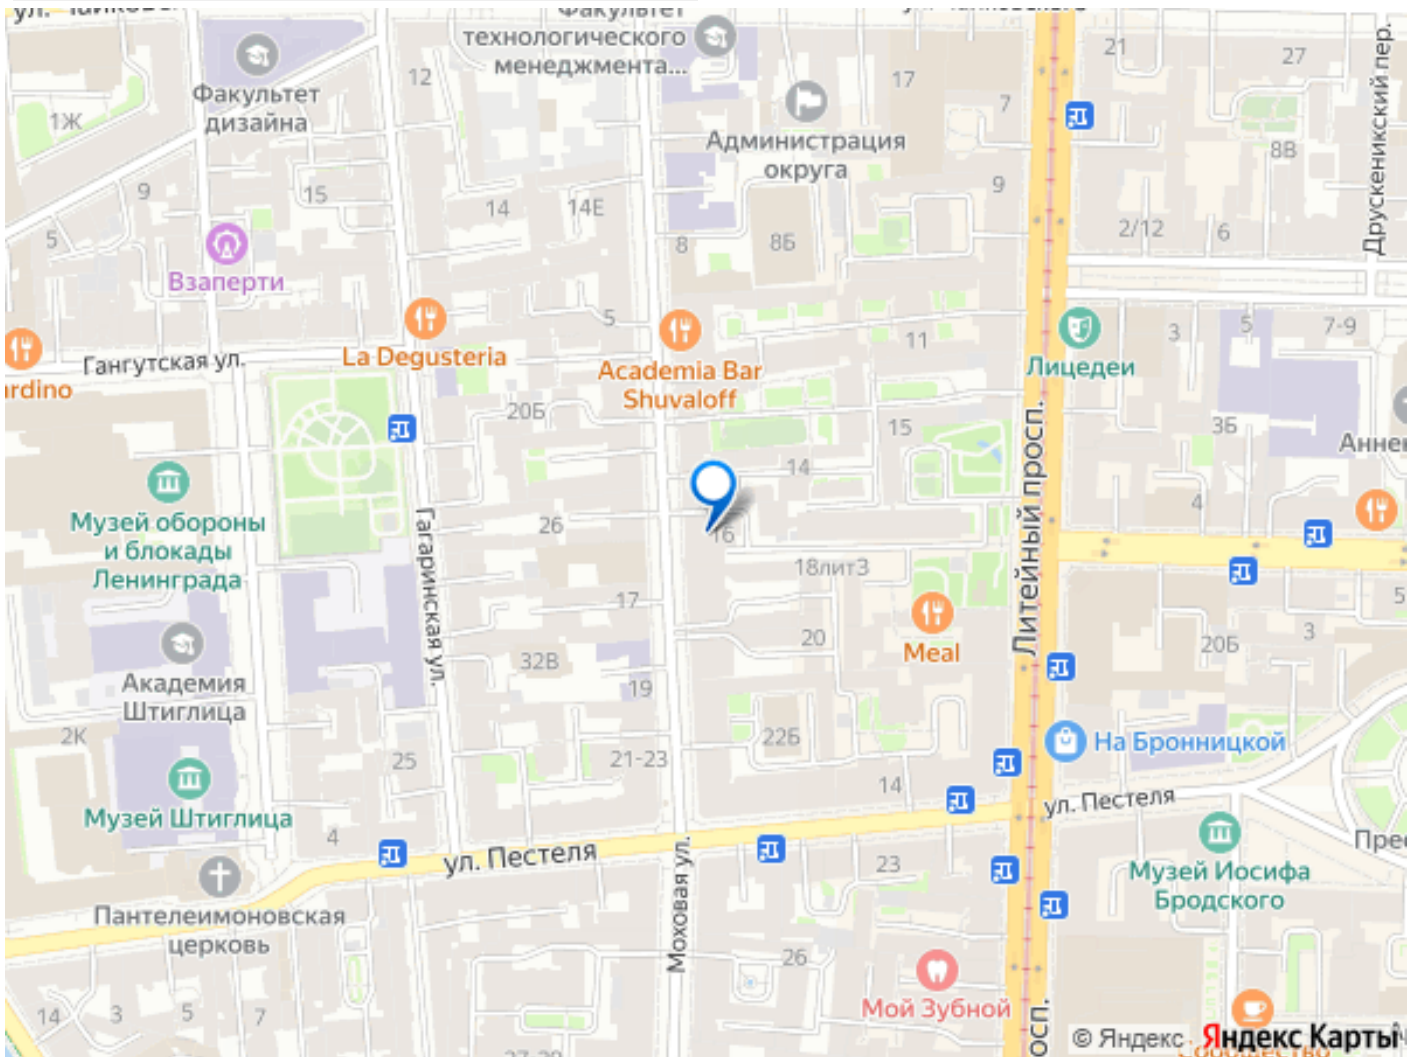 Факультет
технологического
менеджмента...
21
27
12
17
Друскеникский пер.
Факультет
дизайна
1Ж
7
Администрация
округа
8В
9
15
9
14
14Е
2/12
6
5
8
8Б
Взаперти
5
La Degusteria
Гангутская ул.
Academia Bar
Shuvaloff
11
3
5
7-9
Лицедеи
20Б
15
3Б
14
Музей обороны
и блокады
Ленинграда
26
16
4
Гагаринская ул.
18лит3
Литейный просп.
17
20
Meal
5
20Б
3
Академия
Штиглица
32В
19
2К
22Б
На Бронницкой
25
21-23
14
ул. Пестеля
Музей Штиглица
4
ул. Пестеля
23
Музей Иосифа
Бродского
Пантелеимоновская
церковь
Моховая ул.
26
Мой Зубной
14
3
5
7
© Яндекс Яндекс Карты